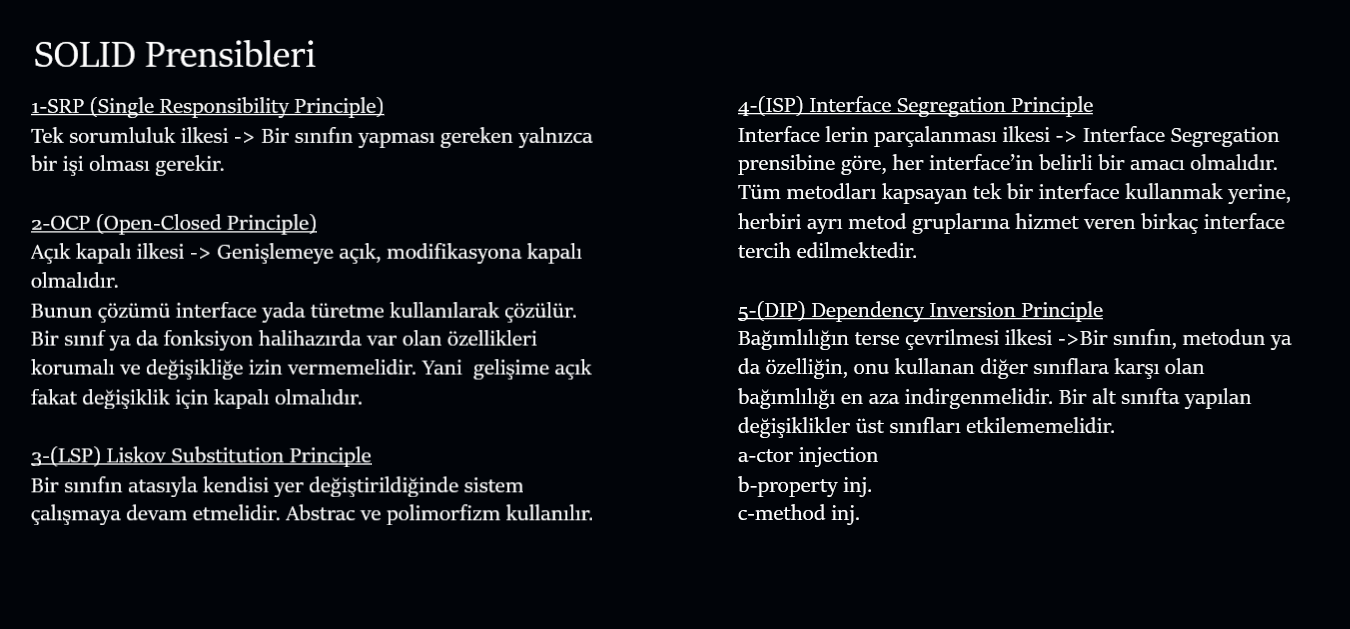 SOLID Prensibleri
1-SRP (Single Responsibility Principle)
Tek sorumluluk ilkesi -> Bir sınıfın yapması gereken yalnızca
bir işi olması gerekir.
2-OCP (Open-Closed Principle)
Açık kapalı ilkesi -> Genişlemeye açık, modifikasyona kapalı
olmalıdır.
Bunun çözümü interface yada türetme kullanılarak çözülür.
Bir sınıf ya da fonksiyon halihazırda var olan özellikleri
korumalı ve değişikliğe izin vermemelidir. Yani  gelişime açık
fakat değişiklik için kapalı olmalıdır.
3-(LSP) Liskov Substitution Principle
Bir sınıfın atasıyla kendisi yer değiştirildiğinde sistem
çalışmaya devam etmelidir. Abstrac ve polimorfizm kullanılır.
4-(ISP) Interface Segregation Principle
Interface lerin parçalanması ilkesi -> Interface Segregation
prensibine göre, her interface’in belirli bir amacı olmalıdır.
Tüm metodları kapsayan tek bir interface kullanmak yerine,
herbiri ayrı metod gruplarına hizmet veren birkaç interface
tercih edilmektedir.
5-(DIP) Dependency Inversion Principle
Bağımlılığın terse çevrilmesi ilkesi ->Bir sınıfın, metodun ya
da özelliğin, onu kullanan diğer sınıflara karşı olan
bağımlılığı en aza indirgenmelidir. Bir alt sınıfta yapılan
değişiklikler üst sınıfları etkilememelidir.
a-ctor injection
b-property inj.
c-method inj.